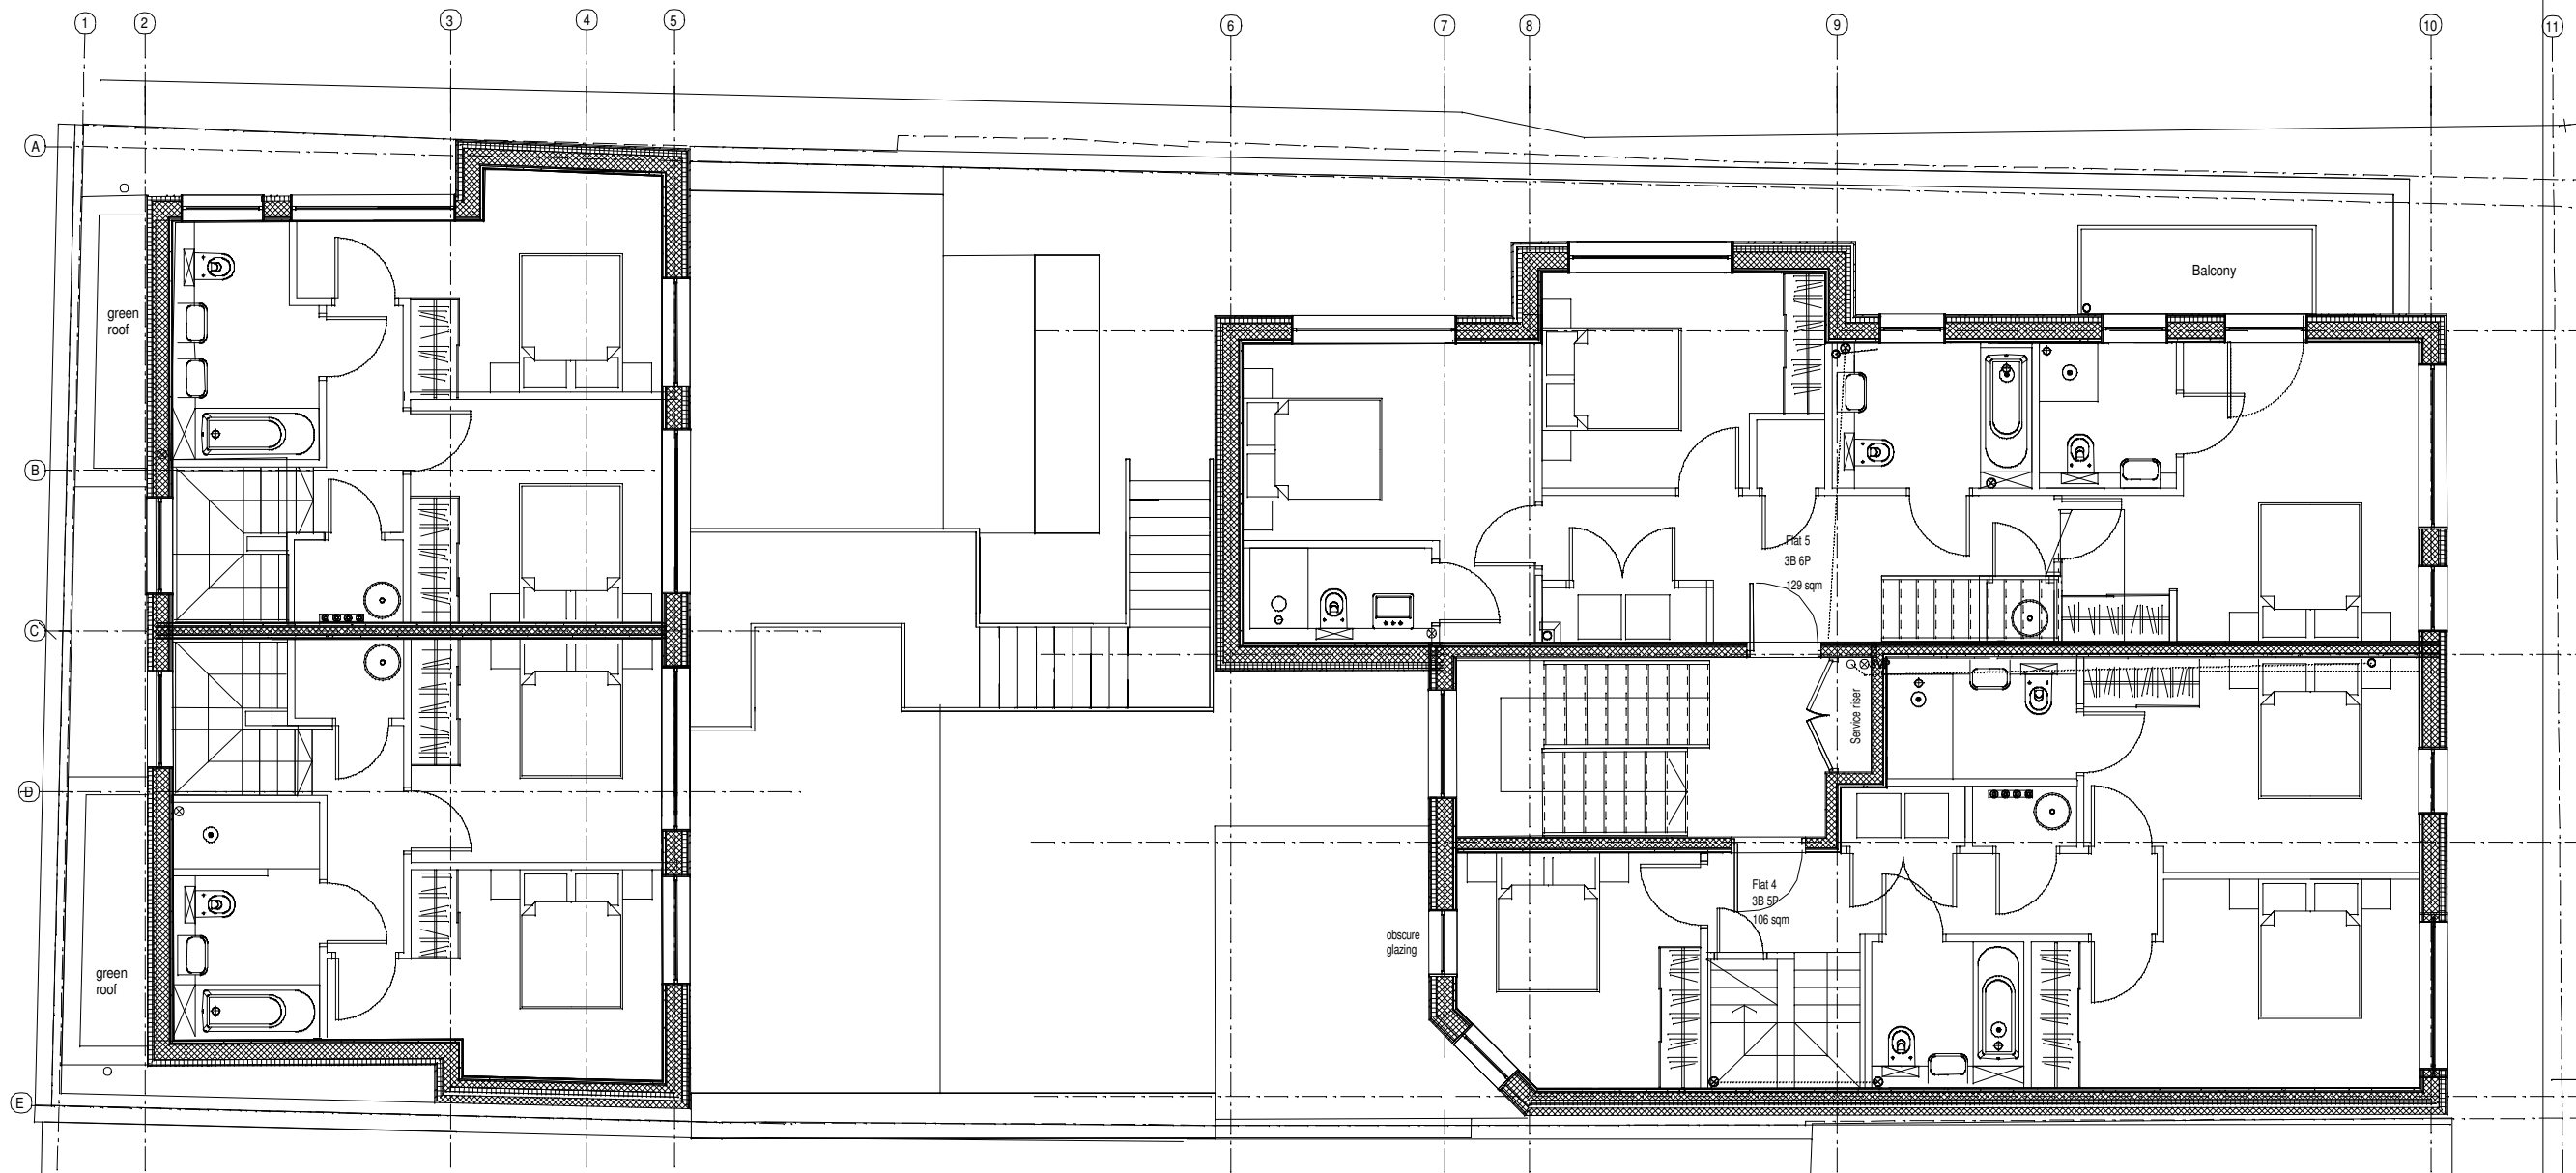 1
2
3
4
5
6
7
8
9
10
11
A
B
C
D
E
green
roof
green
roof
Balcony
Flat 5
3B 6P
129 sqm
Service riser
Flat 4
3B 5P
106 sqm
obscure
glazing